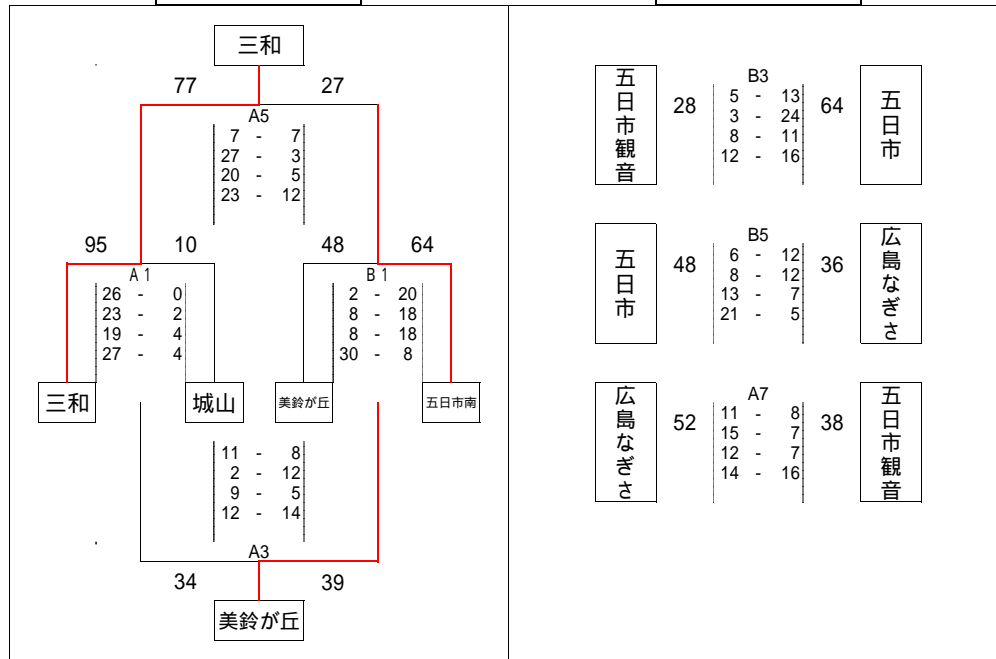 三和
77 27
A5
7 - 7
27 - 3
20 - 5
23 - 12
95 10 48 64
A 1 B 1
26 - 0 2 - 20
23 - 2 8 - 18
19 - 4 8 - 18
27 - 4 30 - 8
三和 城山 美鈴が丘 五日市南
11 - 8
2 - 12
9 - 5
12 - 14
A3
34 39
美鈴が丘
五日市観音
28
B3
5 - 13
3 - 24
8 - 11
12 - 16
64
五日市
五日市
48
B5
6 - 12
8 - 12
13 - 7
21 - 5
36
広島なぎさ
広島なぎさ
52
A7
11 - 8
15 - 7
12 - 7
14 - 16
38
五日市観音